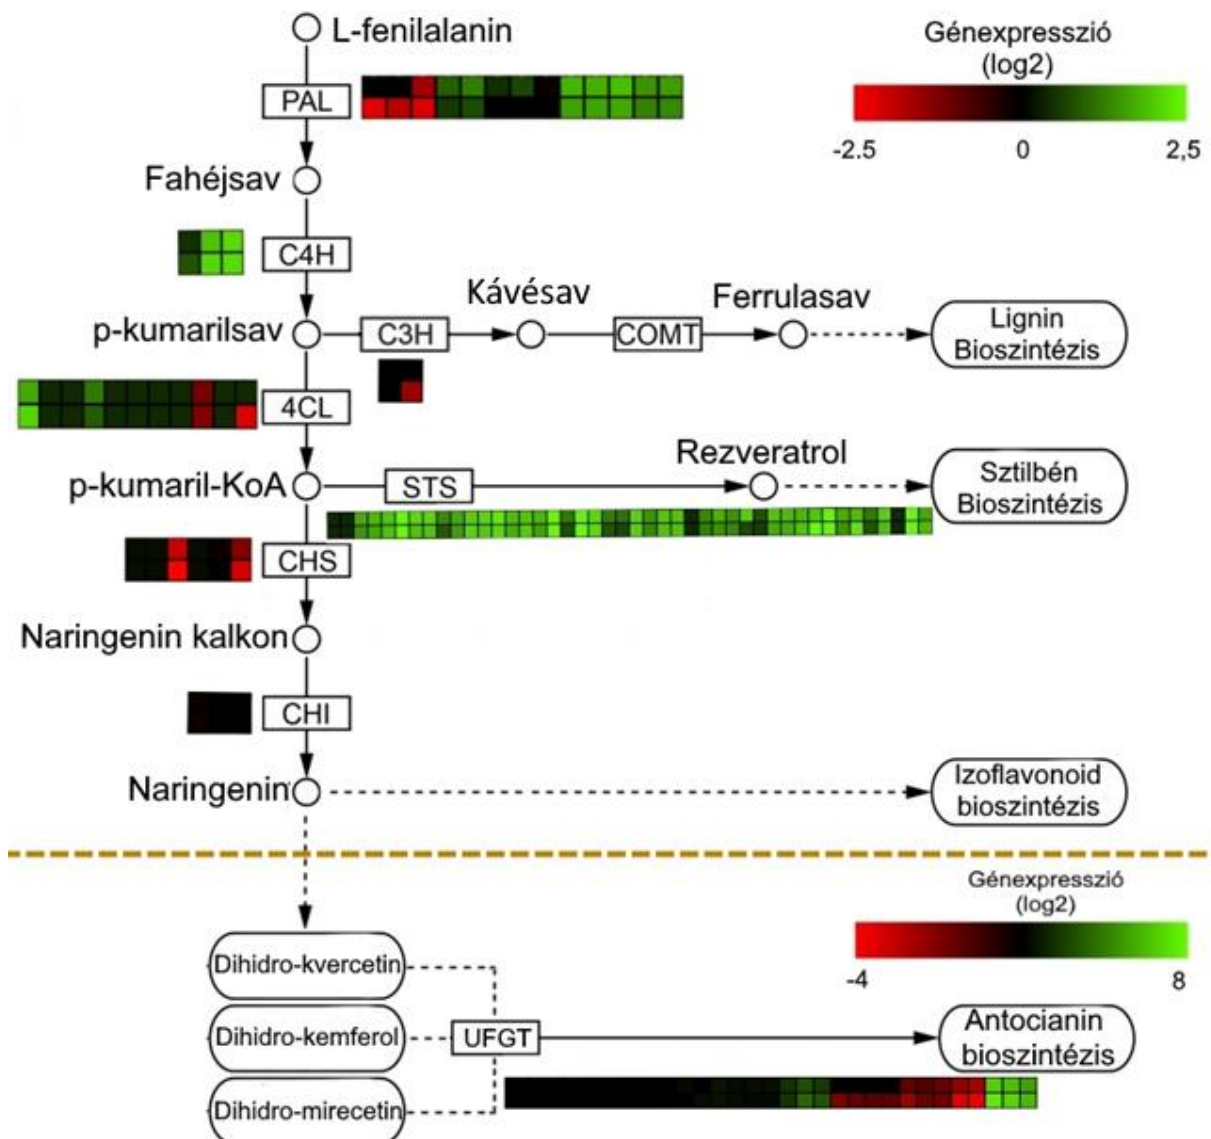 L-fenilalanin
Génexpresszió
(log2)
PAL
-2.5
0
2,5
Fahéjsav
C4H
Kávésav
Ferrulasav
p-kumarilsav
C3H
COMT
Lignin
Bioszintézis
4CL
Rezveratrol
p-kumaril-KoA
STS
Sztilbén
Bioszintézis
CHS
Naringenin kalkon
CHI
Naringenin
Izoflavonoid
bioszintézis
Génexpresszió
(log2)
-4
8
Dihidro-kvercetin
Dihidro-kemferol
UFGT
Antocianin
bioszintézis
Dihidro-mirecetin